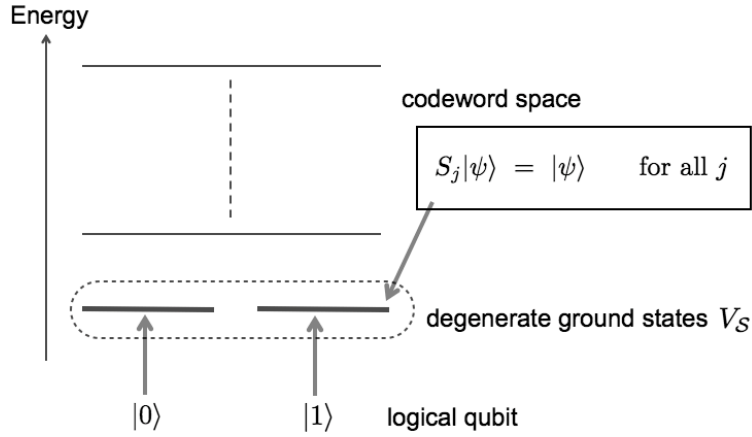 Energy
codeword space
S_j|ψ⟩ = |ψ⟩ for all j
degenerate ground states V_𝒮
|0⟩ |1⟩ logical qubit